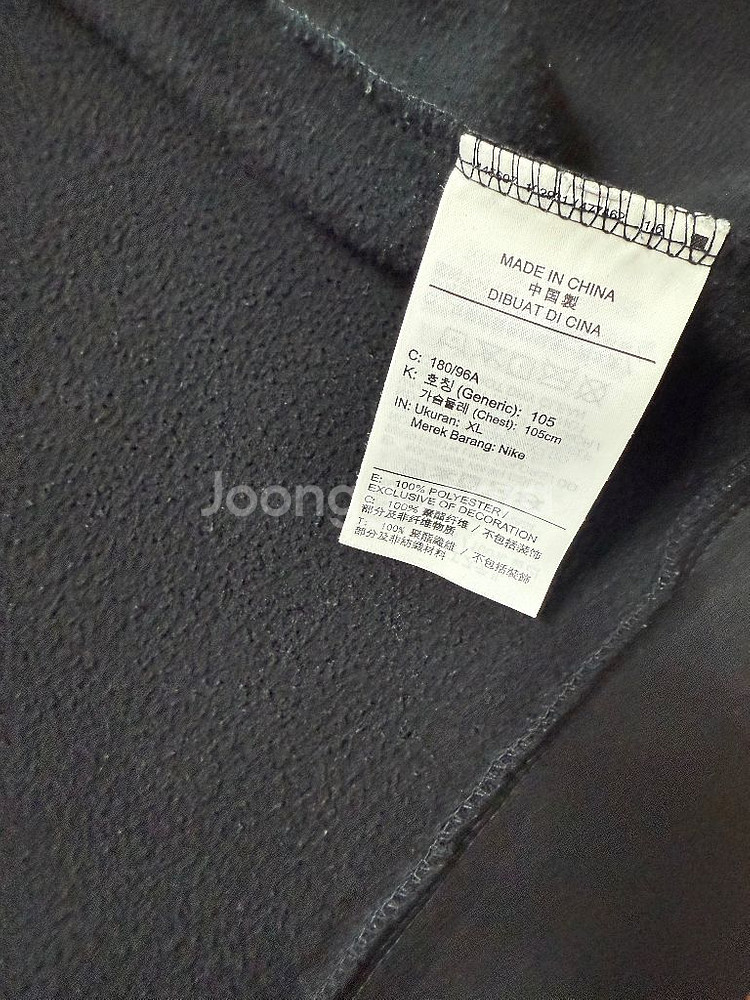 MADE IN CHINA
中国製
DIBUAT DI CINA
C: 180/96A
K: 호칭 (Generic): 105
가슴둘레 (Chest): 105cm
IN: Ukuran: XL
Merek Barang: Nike
E: 100% POLYESTER/
EXCLUSIVE OF DECORATION
C: 100% 聚酯纤维 / 不包括装饰
部分及非纤维物质
T: 100% 聚酯纖維 / 不包括裝飾
部分及非紡織材料
Joong